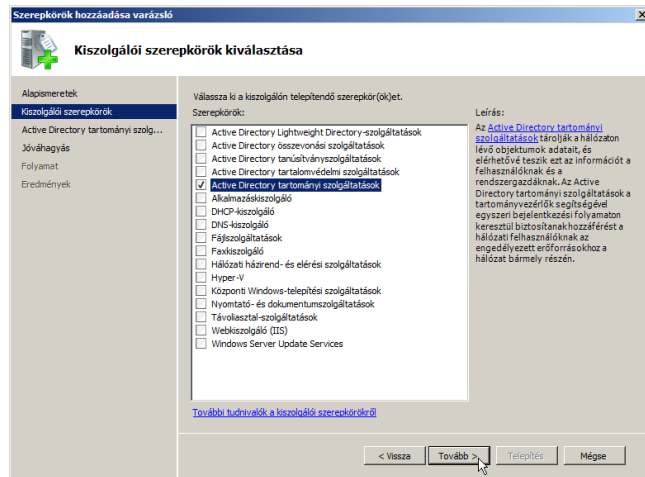 Szerepkörök hozzáadása varázsló
Kiszolgálói szerepkörök kiválasztása
Alapismeretek
Kiszolgálói szerepkörök
Active Directory tartományi szolg...
Jóváhagyás
Folyamat
Eredmények
Válassza ki a kiszolgálón telepítendő szerepkör(ök)et.
Szerepkörök:
Active Directory Lightweight Directory-szolgáltatások
Active Directory összevonási szolgáltatások
Active Directory tanúsítványszolgáltatások
Active Directory tartalomvédelmi szolgáltatások
Active Directory tartományi szolgáltatások
Alkalmazáskiszolgáló
DHCP-kiszolgáló
DNS-kiszolgáló
Fájlszolgáltatások
Faxkiszolgáló
Hálózati házirend- és elérési szolgáltatások
Hyper-V
Központi Windows-telepítési szolgáltatások
Nyomtató- és dokumentumszolgáltatások
Távoliasztal-szolgáltatások
Webkiszolgáló (IIS)
Windows Server Update Services
További tudnivalók a kiszolgálói szerepkörökről
Leírás:
Az Active Directory tartományi
szolgáltatások tárolják a hálózaton
lévő objektumok adatait, és
elérhetővé teszik ezt az információt a
felhasználóknak és a
rendszergazdáknak. Az Active
Directory tartományi szolgáltatások a
tartományvezérlők segítségével
egyszeri bejelentkezési folyamaton
keresztül biztosítanak hozzáférést a
hálózati felhasználóknak az
engedélyezett erőforrásokhoz a
hálózat bármely részén.
< Vissza
Tovább >
Telepítés
Mégse